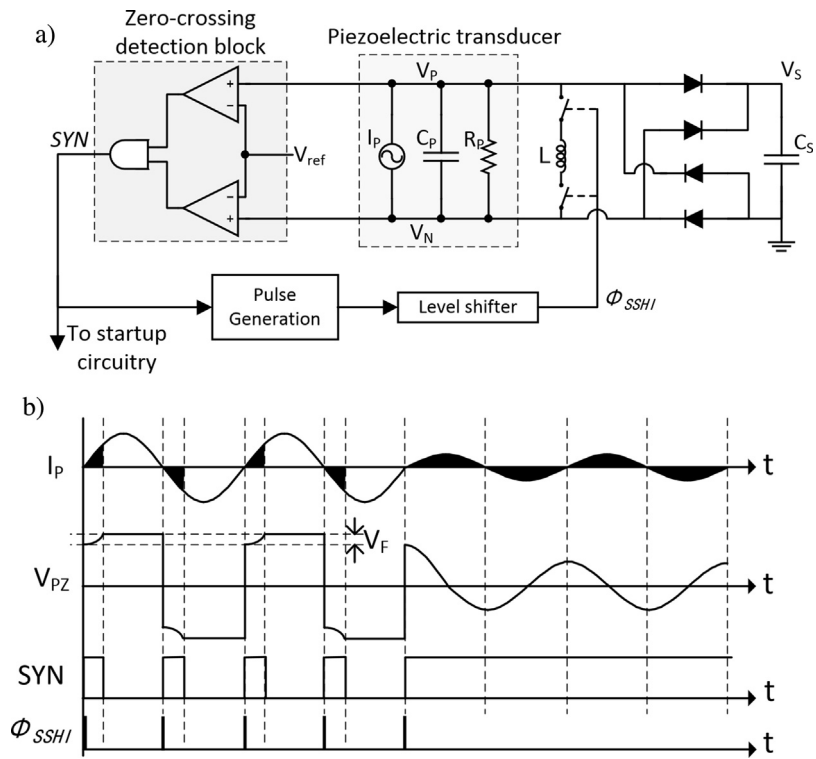 a)
Zero-crossing
detection block
Piezoelectric transducer
+
−
SYN
V_ref
−
+
V_P
I_P
C_P
R_P
V_N
L
V_S
C_S
Pulse
Generation
Level shifter
Φ_SSHI
To startup
circuitry
b)
I_P
t
V_F
V_PZ
t
SYN
t
Φ_SSHI
t